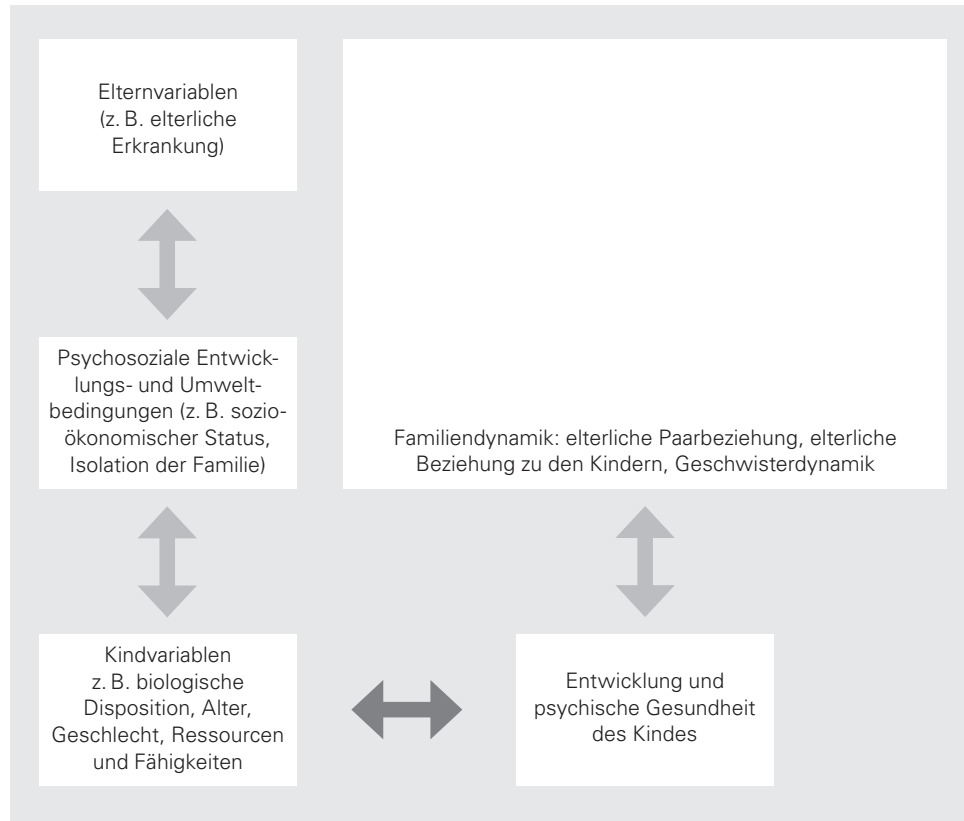 Elternvariablen
(z. B. elterliche
Erkrankung)
Psychosoziale Entwick-
lungs- und Umwelt-
bedingungen (z. B. sozio-
ökonomischer Status,
Isolation der Familie)
Familiendynamik: elterliche Paarbeziehung, elterliche
Beziehung zu den Kindern, Geschwisterdynamik
Kindvariablen
z. B. biologische
Disposition, Alter,
Geschlecht, Ressourcen
und Fähigkeiten
Entwicklung und
psychische Gesundheit
des Kindes